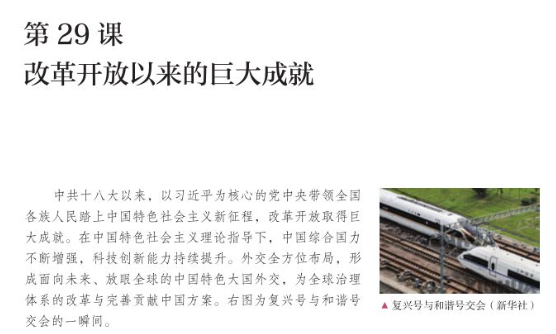 第 29 课
改革开放以来的巨大成就
中共十八大以来，以习近平为核心的党中央带领全国
各族人民踏上中国特色社会主义新征程，改革开放取得巨
大成就。在中国特色社会主义理论指导下，中国综合国力
不断增强，科技创新能力持续提升。外交全方位布局，形
成面向未来、放眼全球的中国特色大国外交，为全球治理
体系的改革与完善贡献中国方案。右图为复兴号与和谐号
交会的一瞬间。
▲ 复兴号与和谐号交会（新华社）